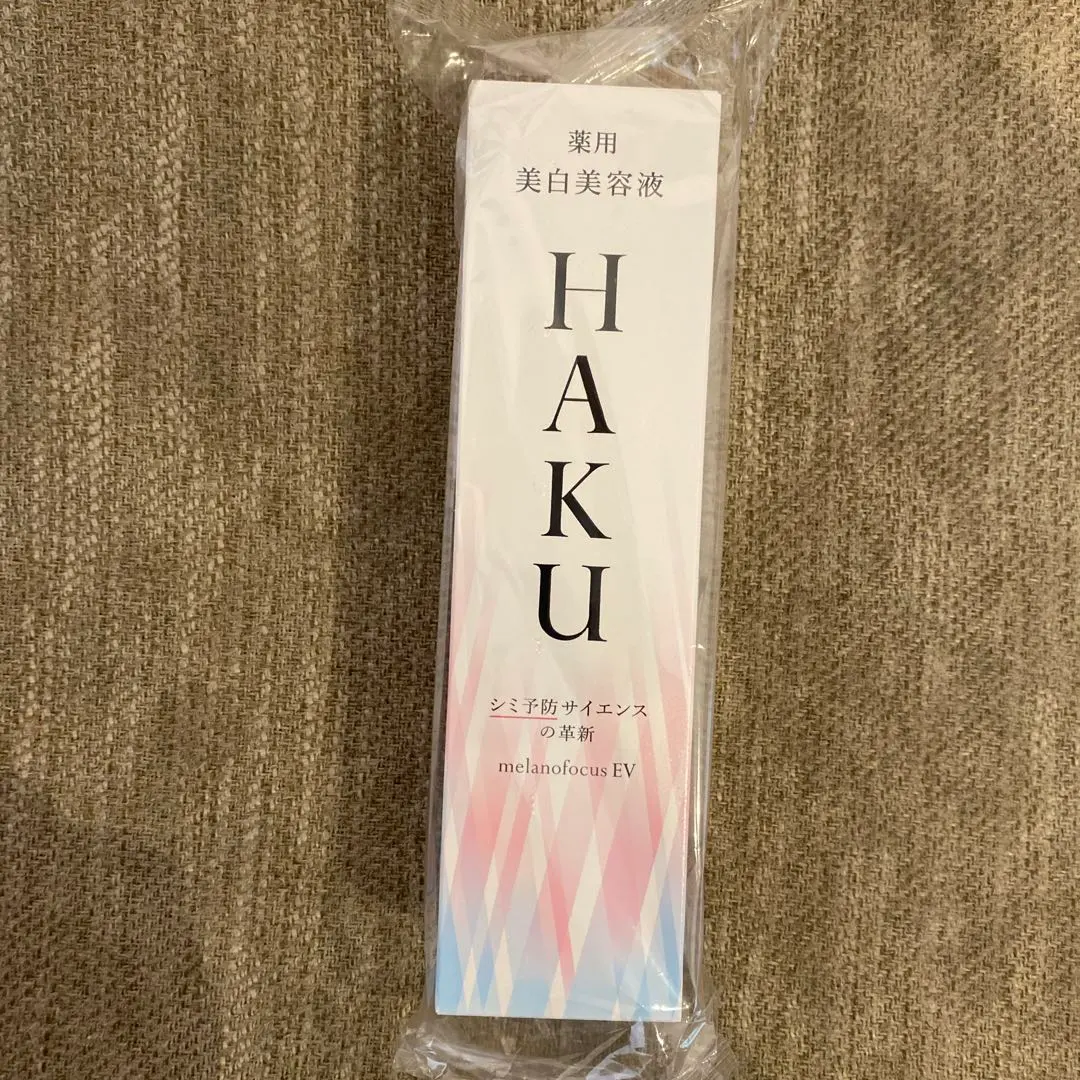 薬用
美白美容液
HAKU
シミ予防サイエンス
の革新
melanofocus EV